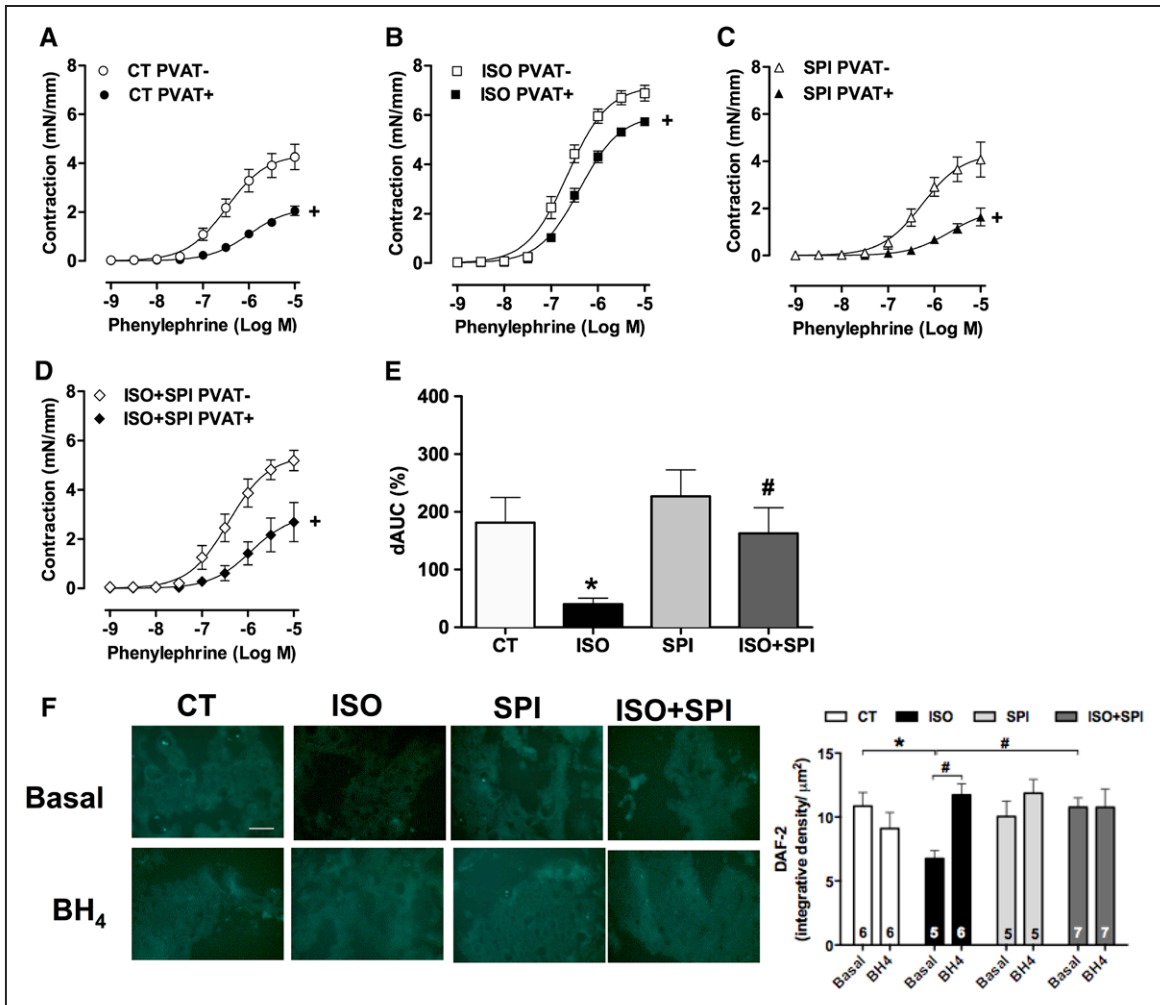 A
CT PVAT-
CT PVAT+
8
6
4
2
0
Contraction (mN/mm)
+
-9 -8 -7 -6 -5
Phenylephrine (Log M)
B
ISO PVAT-
ISO PVAT+
8
6
4
2
0
Contraction (mN/mm)
+
-9 -8 -7 -6 -5
Phenylephrine (Log M)
C
SPI PVAT-
SPI PVAT+
8
6
4
2
0
Contraction (mN/mm)
+
-9 -8 -7 -6 -5
Phenylephrine (Log M)
D
ISO+SPI PVAT-
ISO+SPI PVAT+
8
6
4
2
0
Contraction (mN/mm)
+
-9 -8 -7 -6 -5
Phenylephrine (Log M)
E
400
300
200
100
0
dAUC (%)
*
#
CT ISO SPI ISO+SPI
F
CT ISO SPI ISO+SPI
Basal
BH4
CT ISO SPI ISO+SPI
15
10
5
0
DAF-2
(integrative density/ μm²)
* #
#
6 6 5 6 5 5 7 7
Basal BH4 Basal BH4 Basal BH4 Basal BH4